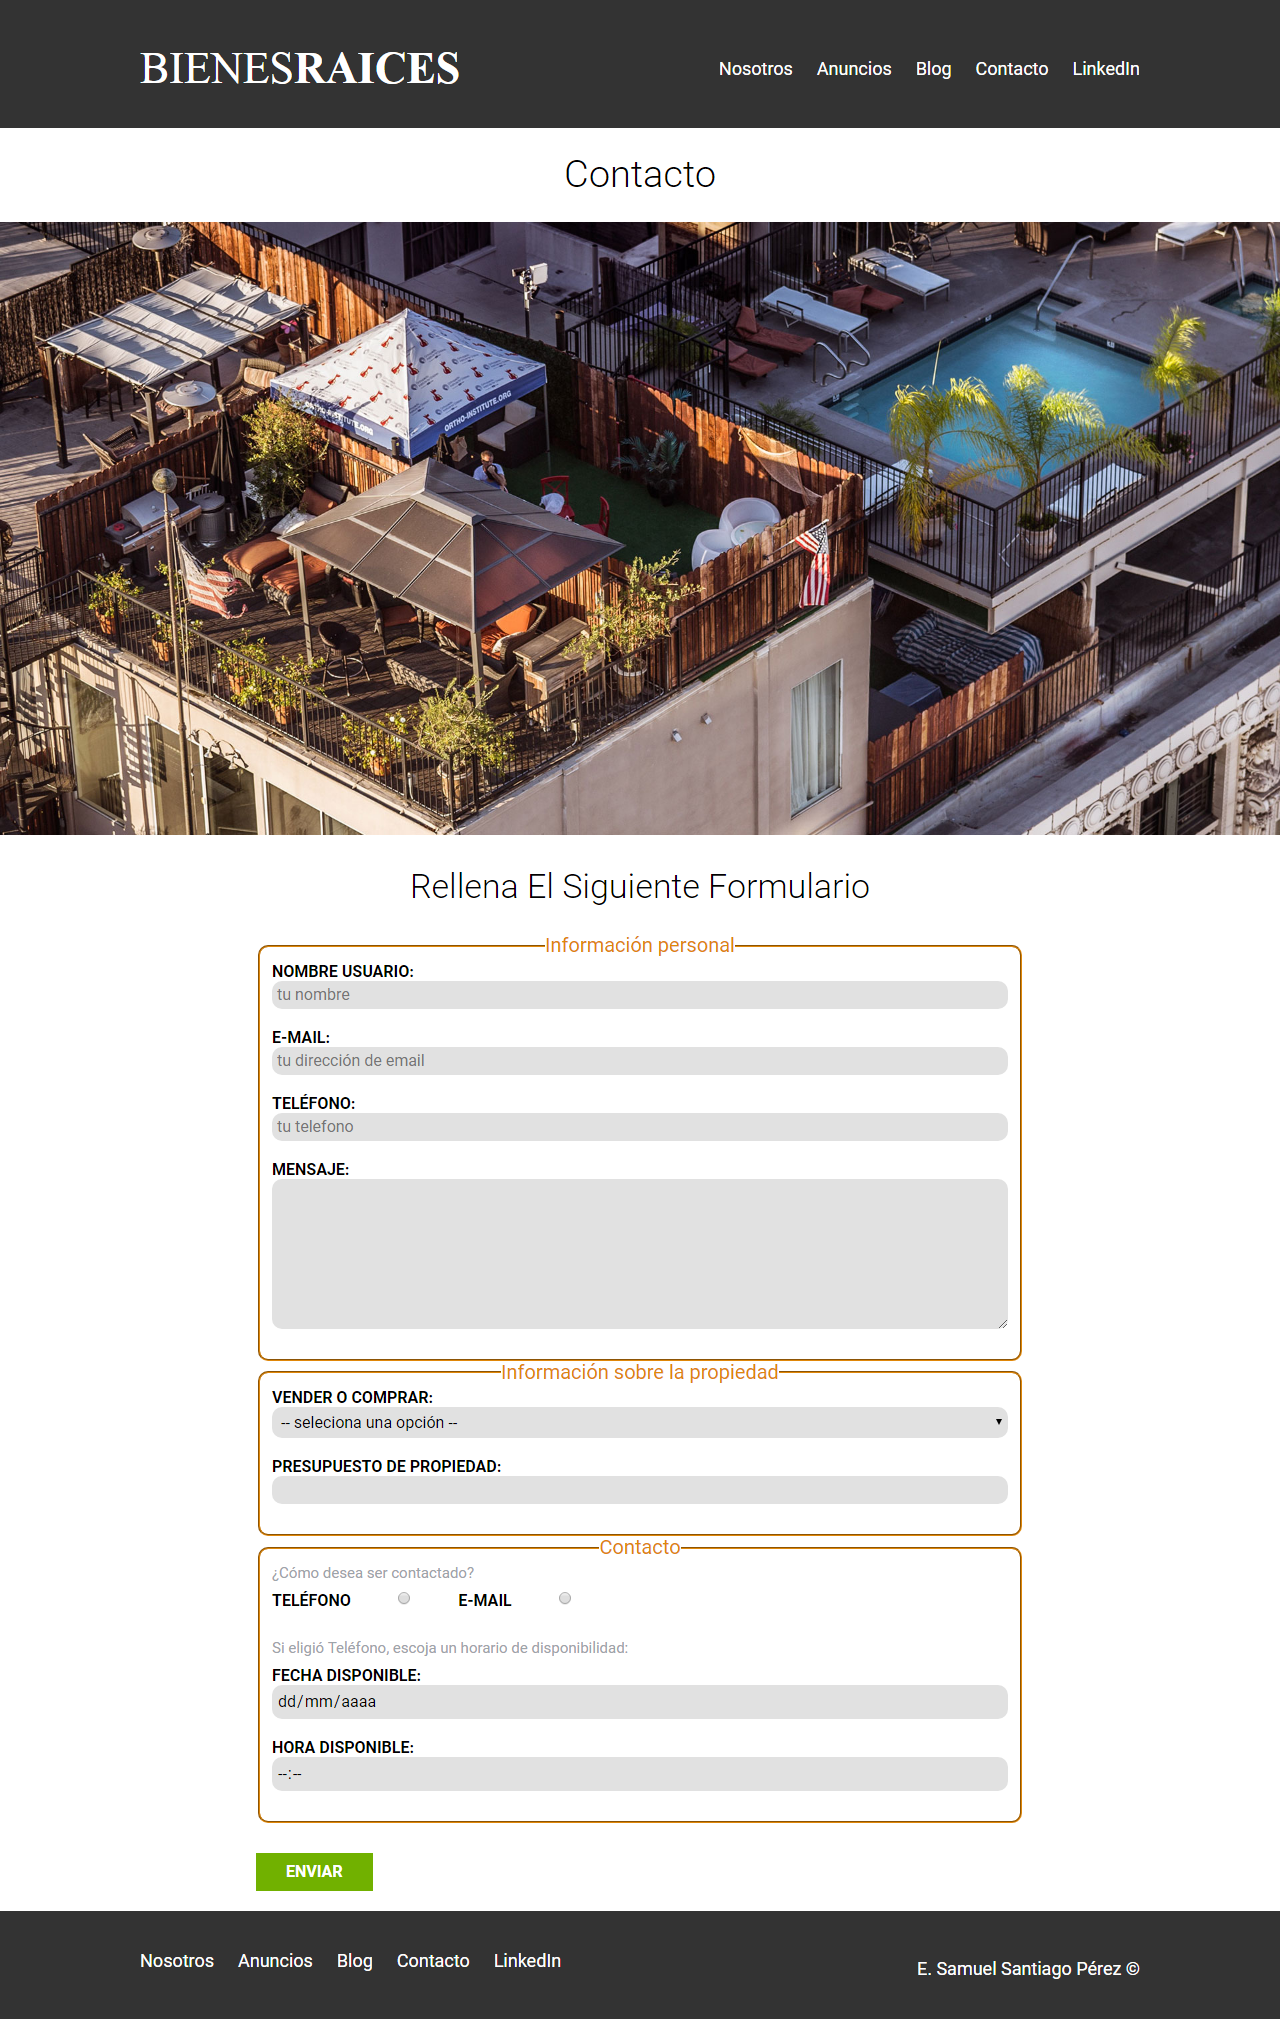 BIENESRAICES
Nosotros Anuncios Blog Contacto LinkedIn
Contacto
ORTHO-INSTITUTE.ORG
Rellena El Siguiente Formulario
Información personal
NOMBRE USUARIO:
tu nombre
E-MAIL:
tu dirección de email
TELÉFONO:
tu telefono
MENSAJE:
Información sobre la propiedad
VENDER O COMPRAR:
-- seleciona una opción --
PRESUPUESTO DE PROPIEDAD:
Contacto
¿Cómo desea ser contactado?
TELÉFONO E-MAIL
Si eligió Teléfono, escoja un horario de disponibilidad:
FECHA DISPONIBLE:
dd/mm/aaaa
HORA DISPONIBLE:
--:--
ENVIAR
Nosotros Anuncios Blog Contacto LinkedIn
E. Samuel Santiago Pérez ©